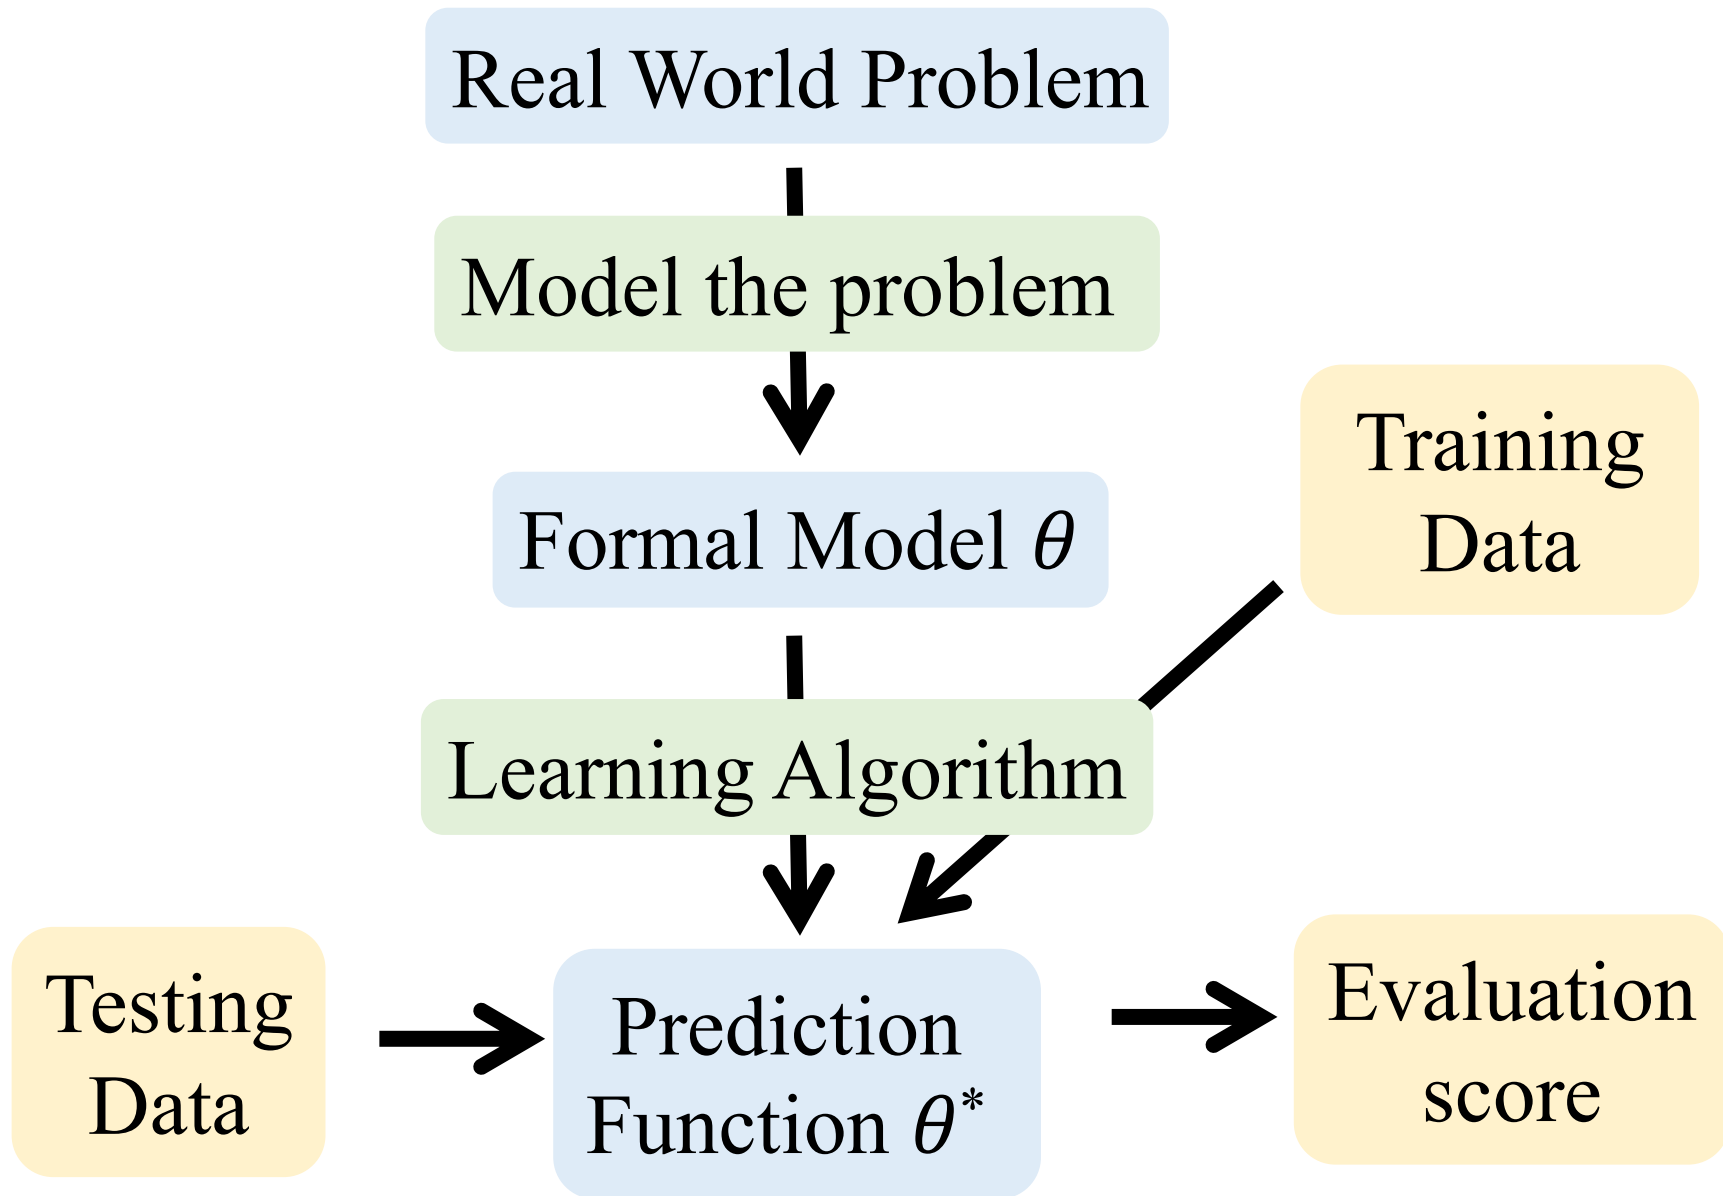 Real World Problem
Model the problem
Formal Model θ
Training
Data
Learning Algorithm
Testing
Data
Prediction
Function θ*
Evaluation
score